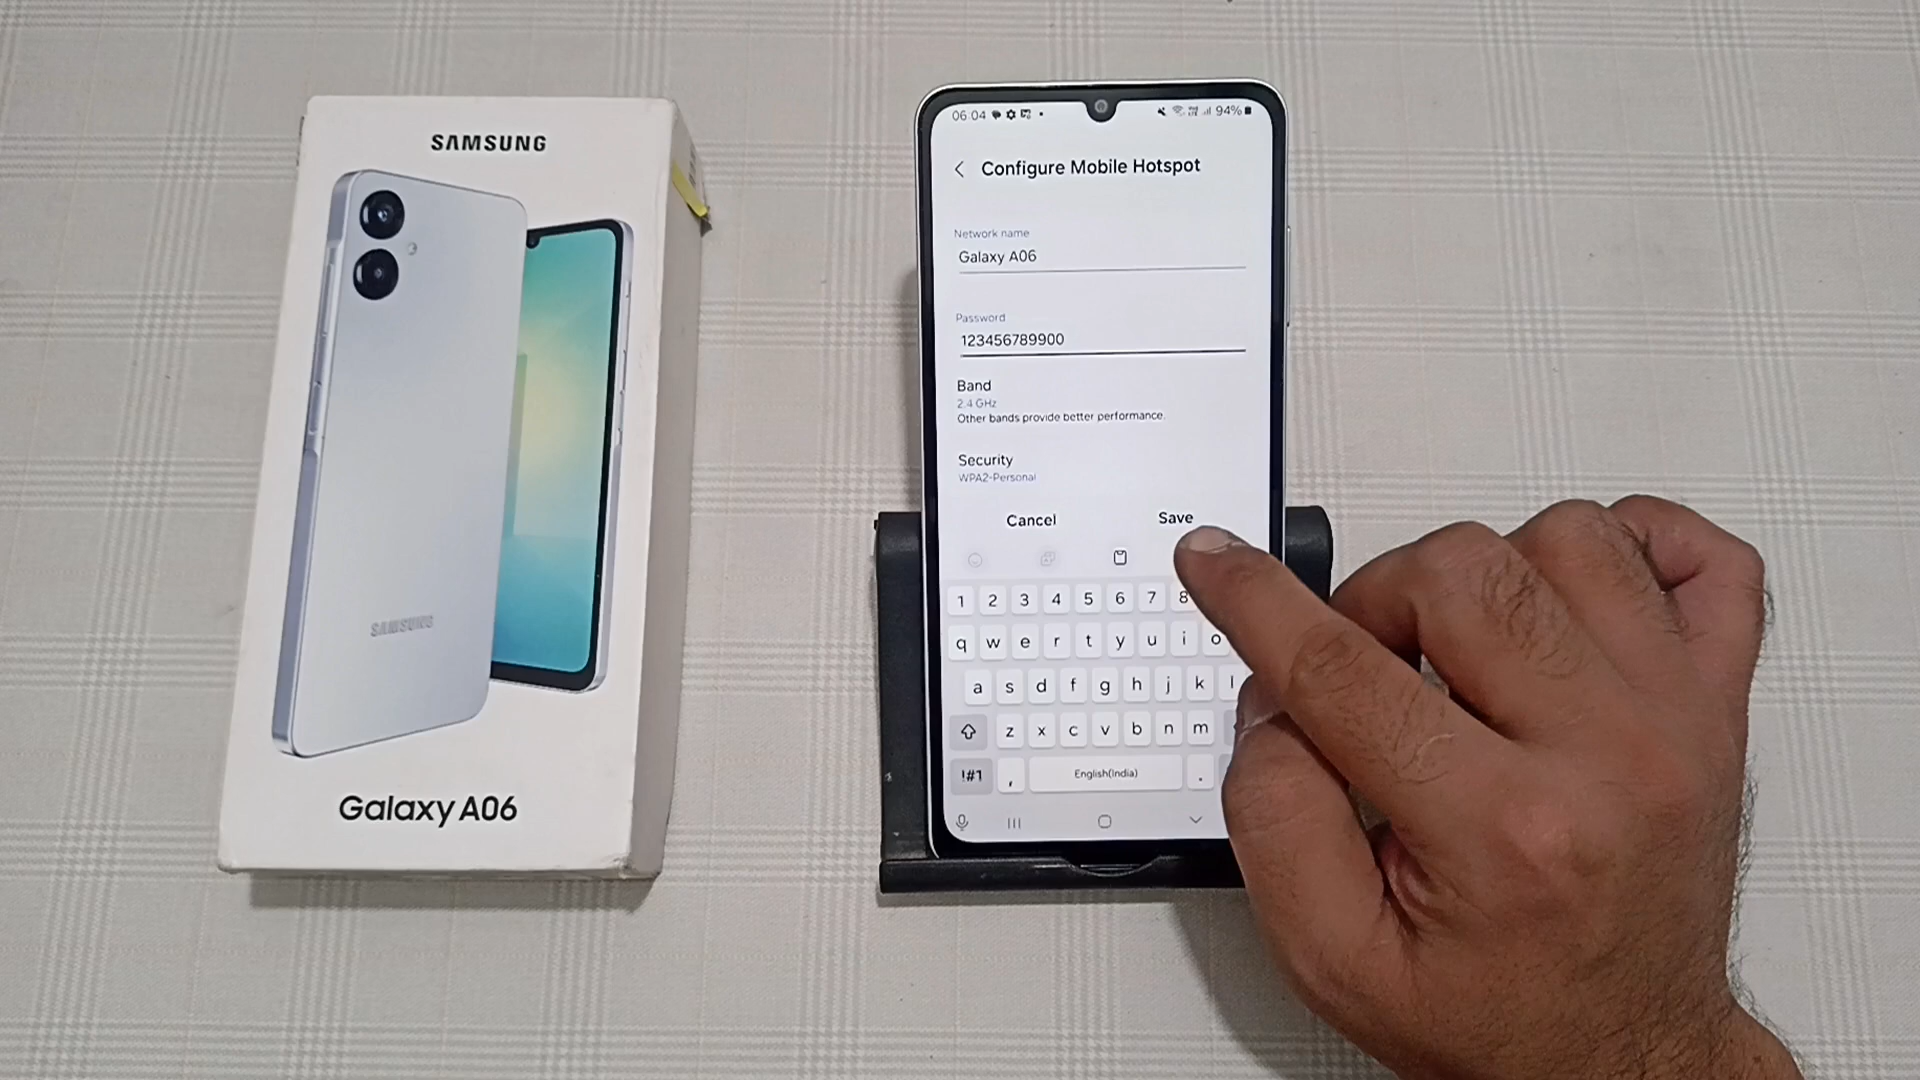 SAMSUNG
SAMSUNG
Galaxy A06
06:04
94%
Configure Mobile Hotspot
Network name
Galaxy A06
Password
123456789900
Band
2.4 GHz
Other bands provide better performance.
Security
WPA2-Personal
Cancel
Save
1 2 3 4 5 6 7 8
q w e r t y u i o
a s d f g h j k l
z x c v b n m
!#1 , English(India) .